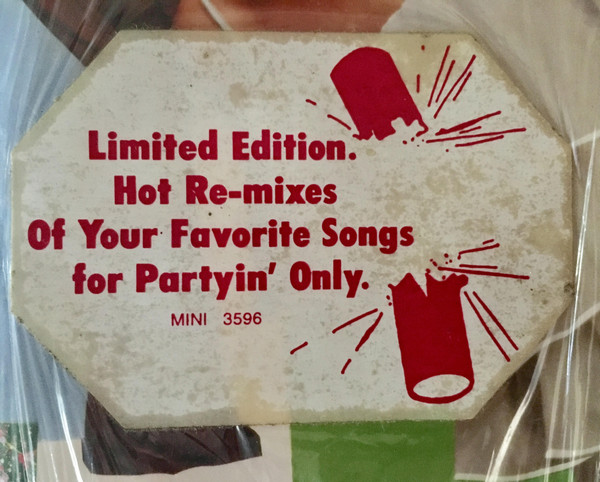 Limited Edition.
Hot Re-mixes
Of Your Favorite Songs
for Partyin' Only.
MINI 3596